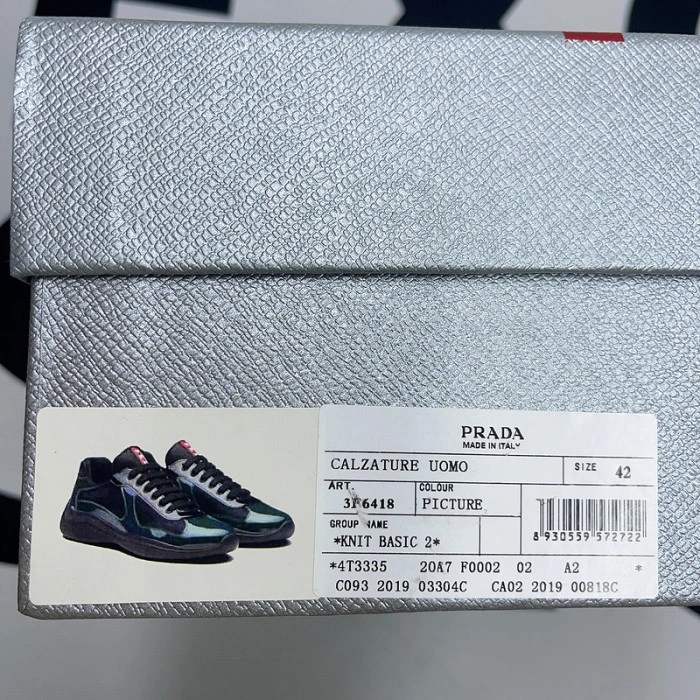 PRADA
MADE IN ITALY
CALZATURE UOMO
SIZE 42
ART. COLOUR
3F6418 PICTURE
GROUP NAME
*KNIT BASIC 2*
8 930559 572722
*4T3335 20A7 F0002 02 A2 *
C093 2019 03304C CA02 2019 00818C